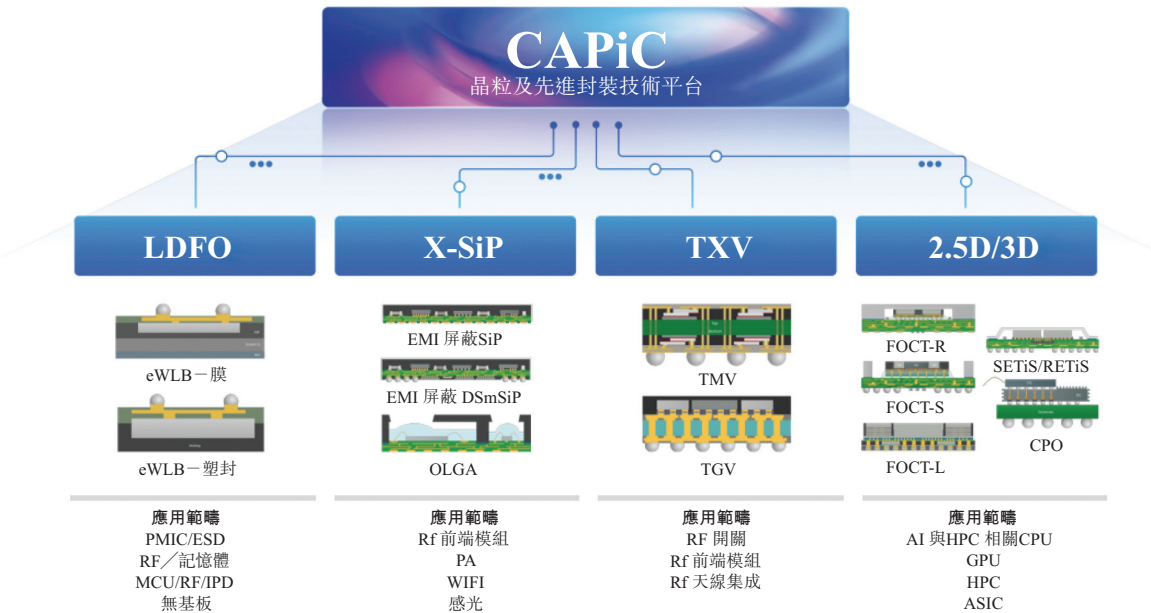 CAPiC
晶粒及先進封裝技術平台
LDFO
X-SiP
TXV
2.5D/3D
eWLB－膜
eWLB－塑封
EMI 屏蔽SiP
EMI 屏蔽 DSmSiP
OLGA
TMV
TGV
FOCT-R
FOCT-S
FOCT-L
SETiS/RETiS
CPO
應用範疇
PMIC/ESD
RF／記憶體
MCU/RF/IPD
無基板
應用範疇
Rf 前端模組
PA
WIFI
感光
應用範疇
RF 開關
Rf 前端模組
Rf 天線集成
應用範疇
AI 與HPC 相關CPU
GPU
HPC
ASIC